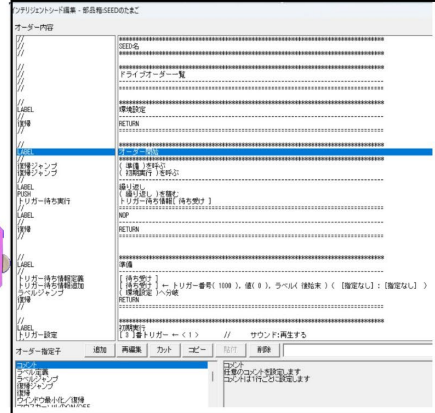 インテリジェントシード編集 - 部品箱:SEEDのたまご
オーダー内容
//
// SEED名
//
//
// ドライブオーダー一覧
//
//
//
LABEL 環境設定
//
復帰 RETURN
//
//
LABEL オーダー開始
//
復帰ジャンプ ( 準備 )を呼ぶ
復帰ジャンプ ( 初期実行 )を呼ぶ
//
LABEL 繰り返し
PUSH ( 繰り返し )を積む
トリガー待ち実行 トリガー待ち情報[ 待ち受け ]
//
LABEL NOP
//
復帰 RETURN
//
//
LABEL 準備
//
トリガー待ち情報定義 [ 待ち受け ]
トリガー待ち情報追加 [ 待ち受け ] ← トリガー番号( 1000 ), 値( 0 ), ラベル( 後始末 ) ( [指定なし] : [指定なし] )
ラベルジャンプ ( 環境設定 )へ分岐
復帰 RETURN
//
//
LABEL 初期実行
トリガー設定 [ 3 ]番トリガー ← < 1 > // サウンド:再生する
オーダー指定子 追加 再編集 カット コピー 貼付 削除
コメント
ラベル定義
ラベルジャンプ
復帰ジャンプ
復帰
ウインドウ最小化/復帰
コメント
任意のコメントを設定します
コメントは1行ごとに設定します